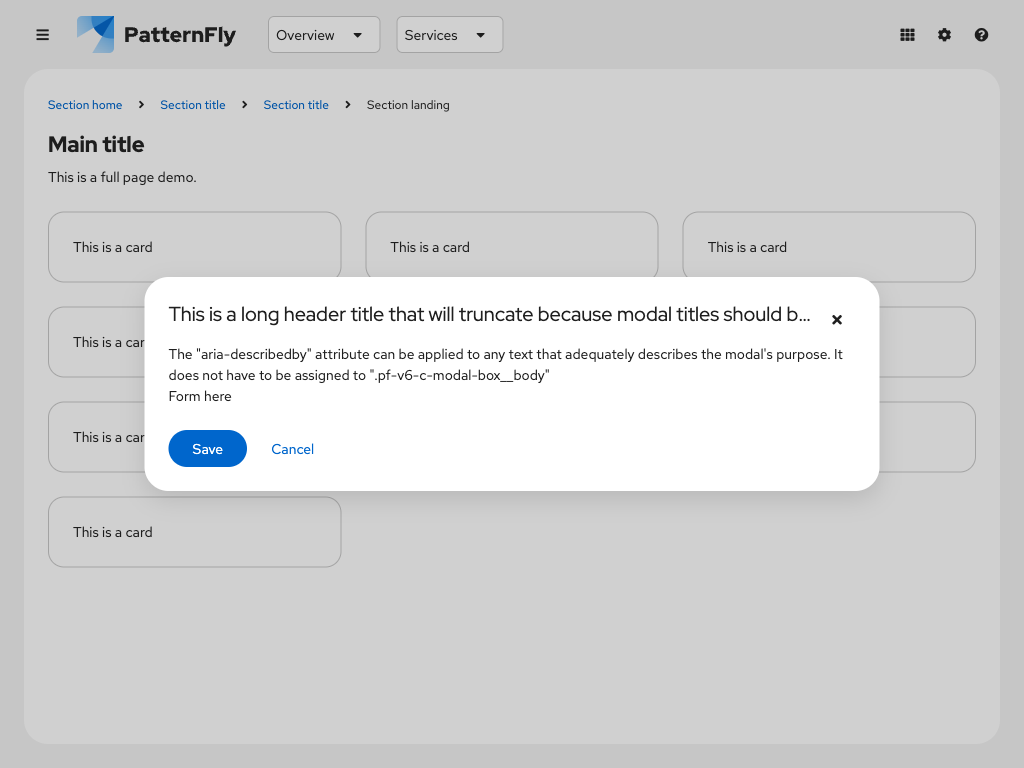 PatternFly
Overview
Services
Section home
Section title
Section title
Section landing
Main title
This is a full page demo.
This is a card
This is a card
This is a card
This is a car
This is a car
This is a card
This is a long header title that will truncate because modal titles should b...
The "aria-describedby" attribute can be applied to any text that adequately describes the modal's purpose. It
does not have to be assigned to ".pf-v6-c-modal-box__body"
Form here
Save
Cancel